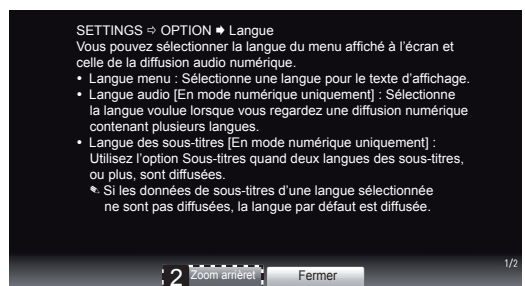 SETTINGS ⇨ OPTION ➧ Langue
Vous pouvez sélectionner la langue du menu affiché à l'écran et
celle de la diffusion audio numérique.
• Langue menu : Sélectionne une langue pour le texte d'affichage.
• Langue audio [En mode numérique uniquement] : Sélectionne
la langue voulue lorsque vous regardez une diffusion numérique
contenant plusieurs langues.
• Langue des sous-titres [En mode numérique uniquement] :
Utilisez l'option Sous-titres quand deux langues des sous-titres,
ou plus, sont diffusées.
✎ Si les données de sous-titres d'une langue sélectionnée
ne sont pas diffusées, la langue par défaut est diffusée.
1/2
2 Zoom arrièret Fermer